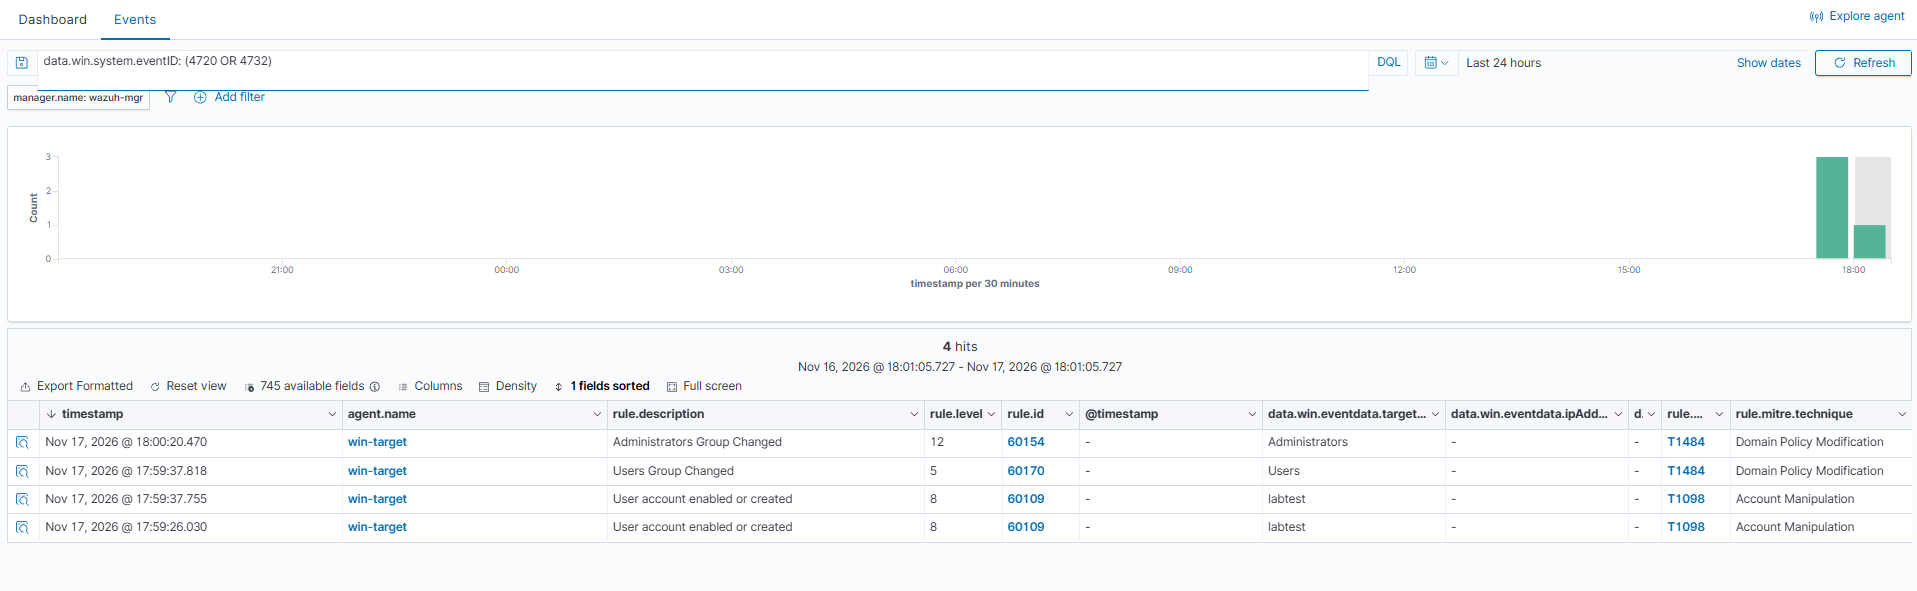 Dashboard Events Explore agent
data.win.system.eventID: (4720 OR 4732) DQL Last 24 hours Show dates Refresh
manager.name: wazuh-mgr Add filter
3
2
1
0
Count
21:00 00:00 03:00 06:00 09:00 12:00 15:00 18:00
timestamp per 30 minutes
4 hits
Nov 16, 2026 @ 18:01:05.727 - Nov 17, 2026 @ 18:01:05.727
Export Formatted Reset view 745 available fields Columns Density 1 fields sorted Full screen
timestamp agent.name rule.description rule.level rule.id @timestamp data.win.eventdata.target... data.win.eventdata.ipAdd... d. rule.... rule.mitre.technique
Nov 17, 2026 @ 18:00:20.470 win-target Administrators Group Changed 12 60154 - Administrators - - T1484 Domain Policy Modification
Nov 17, 2026 @ 17:59:37.818 win-target Users Group Changed 5 60170 - Users - - T1484 Domain Policy Modification
Nov 17, 2026 @ 17:59:37.755 win-target User account enabled or created 8 60109 - labtest - - T1098 Account Manipulation
Nov 17, 2026 @ 17:59:26.030 win-target User account enabled or created 8 60109 - labtest - - T1098 Account Manipulation